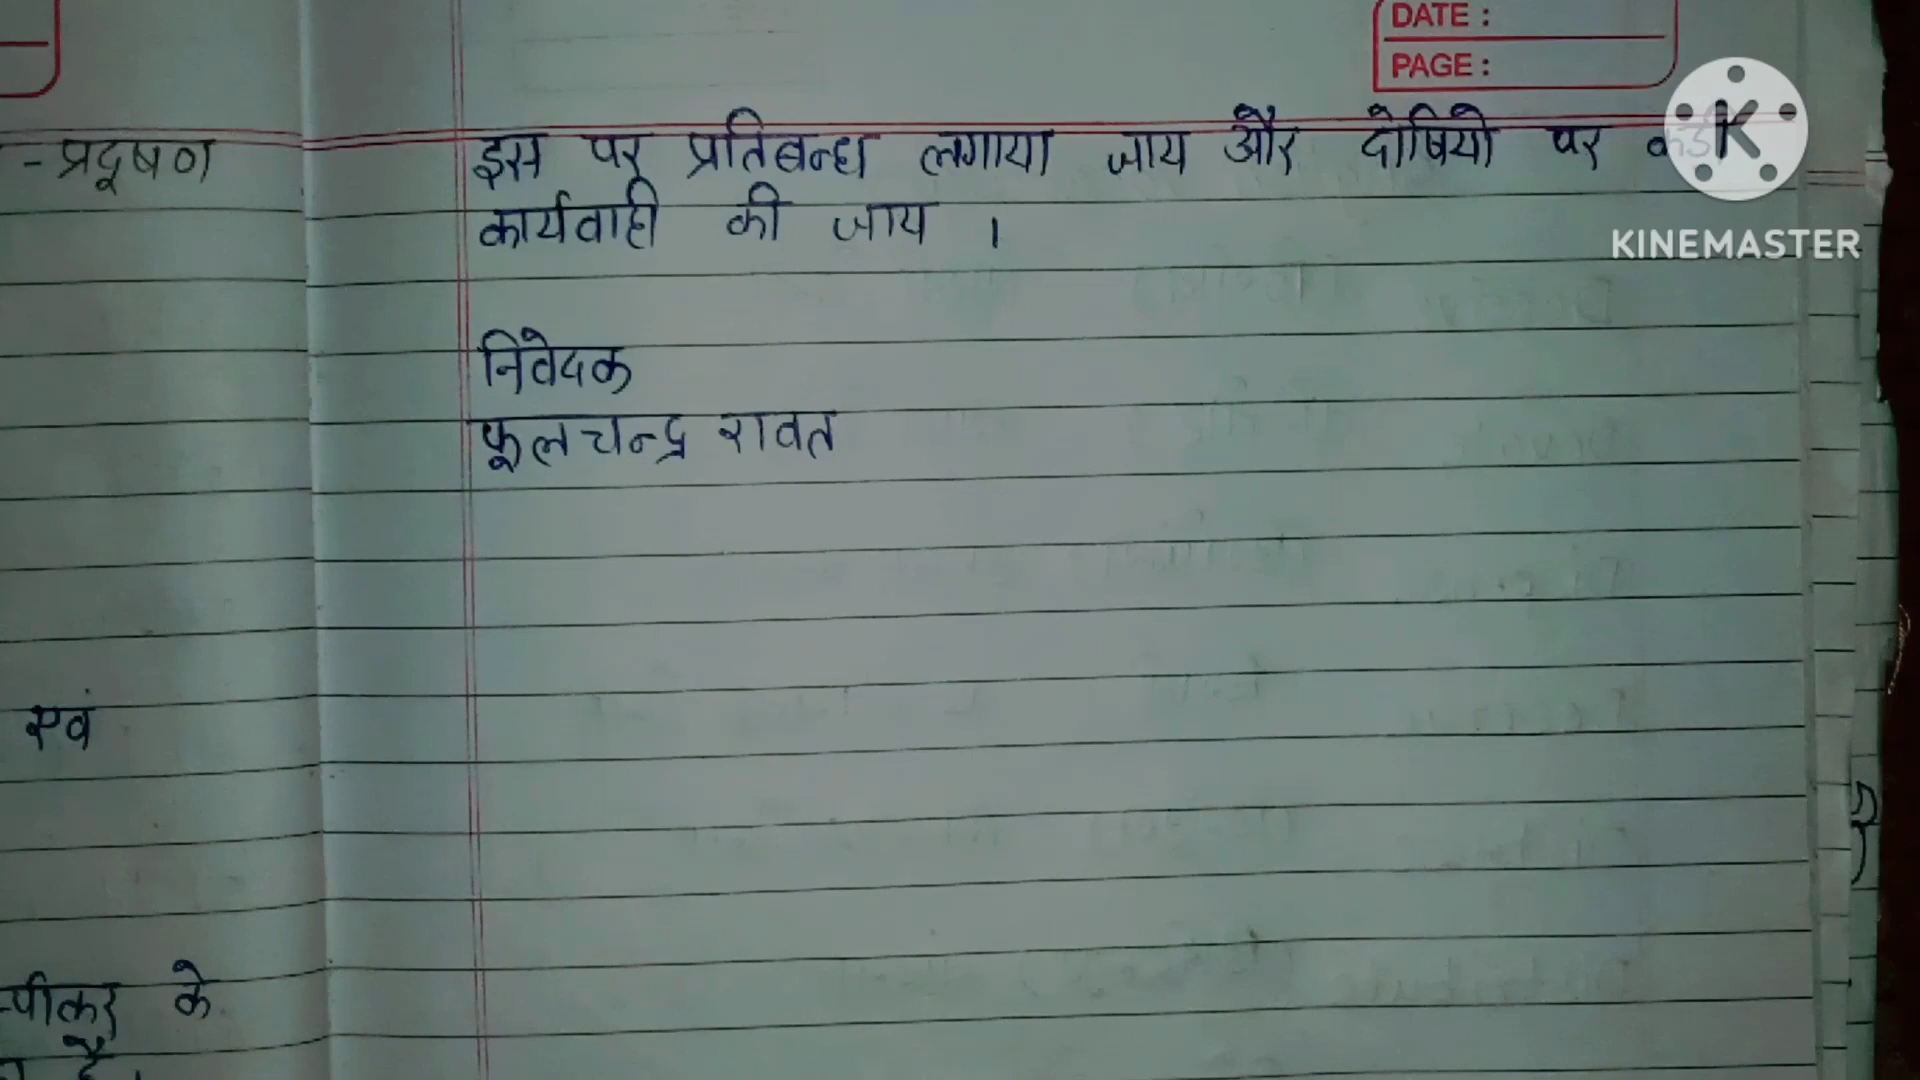 DATE :
PAGE :
KINEMASTER
-प्रदूषण
एवं
-पीकर के
है।
इस पर प्रतिबन्ध लगाया जाय और दोषियो पर
कार्यवाही की जाय ।
निवेदक
फूलचन्द्र रावत